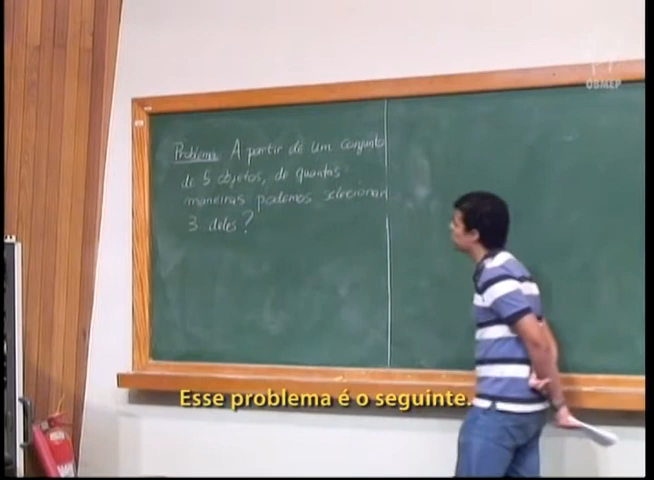 OBMEP
Problema A partir de um conjunto
de 5 objetos, de quantas
maneiras podemos selecionar
3 deles?
Esse problema é o seguinte.